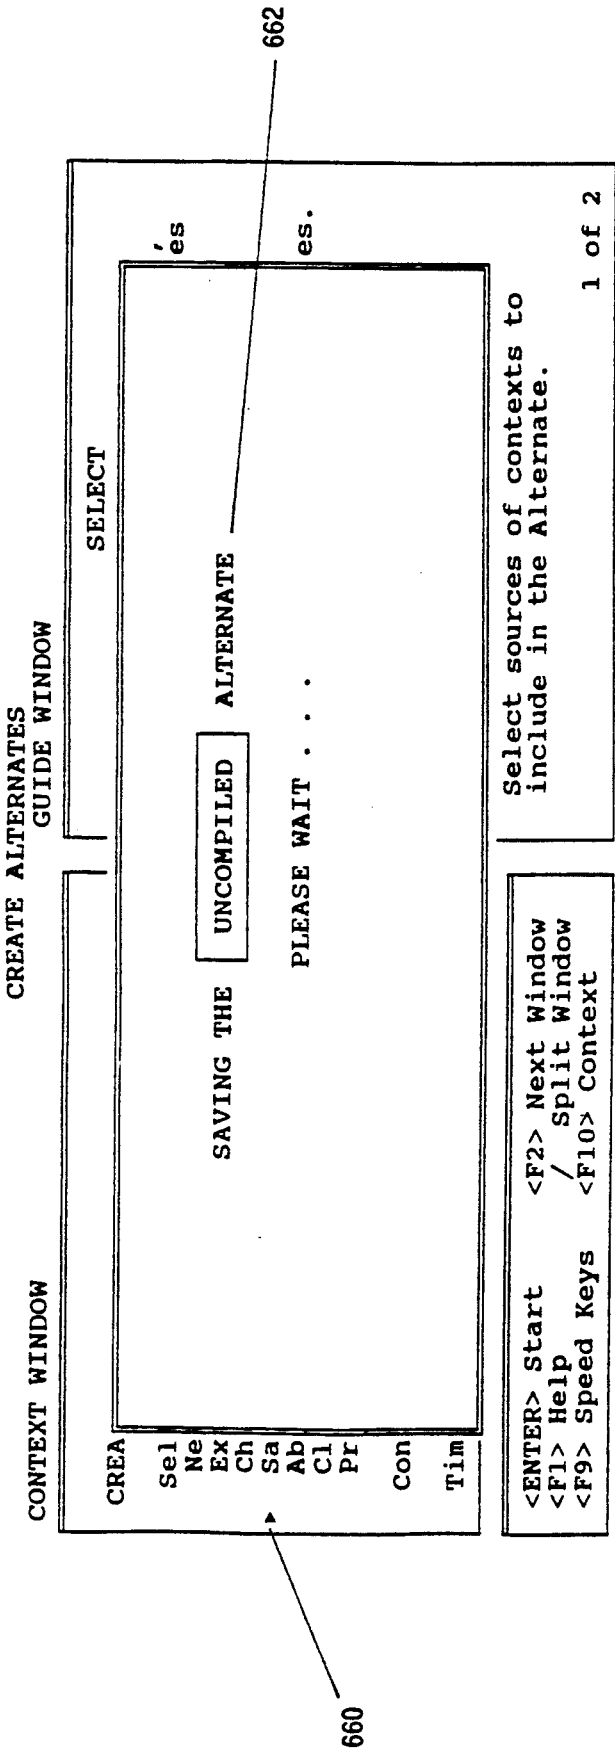 CREATE ALTERNATES
CONTEXT WINDOW GUIDE WINDOW
CREA SELECT
Sel 'es
Ne
Ex
Ch SAVING THE UNCOMPILED ALTERNATE
Sa
Ab
Cl PLEASE WAIT . . . es.
Pr
Con
Tim
<ENTER> Start <F2> Next Window
<F1> Help / Split Window
<F9> Speed Keys <F10> Context
Select sources of contexts to
include in the Alternate.
1 of 2
660
662